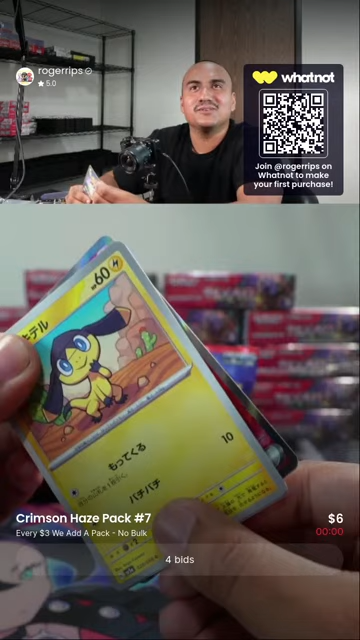 rogerrips
★ 5.0
whatnot
Join @rogerrips on
Whatnot to make
your first purchase!
HP60
もってくる
10
パチパチ
Crimson Haze Pack #7
$6
Every $3 We Add A Pack - No Bulk
00:00
4 bids